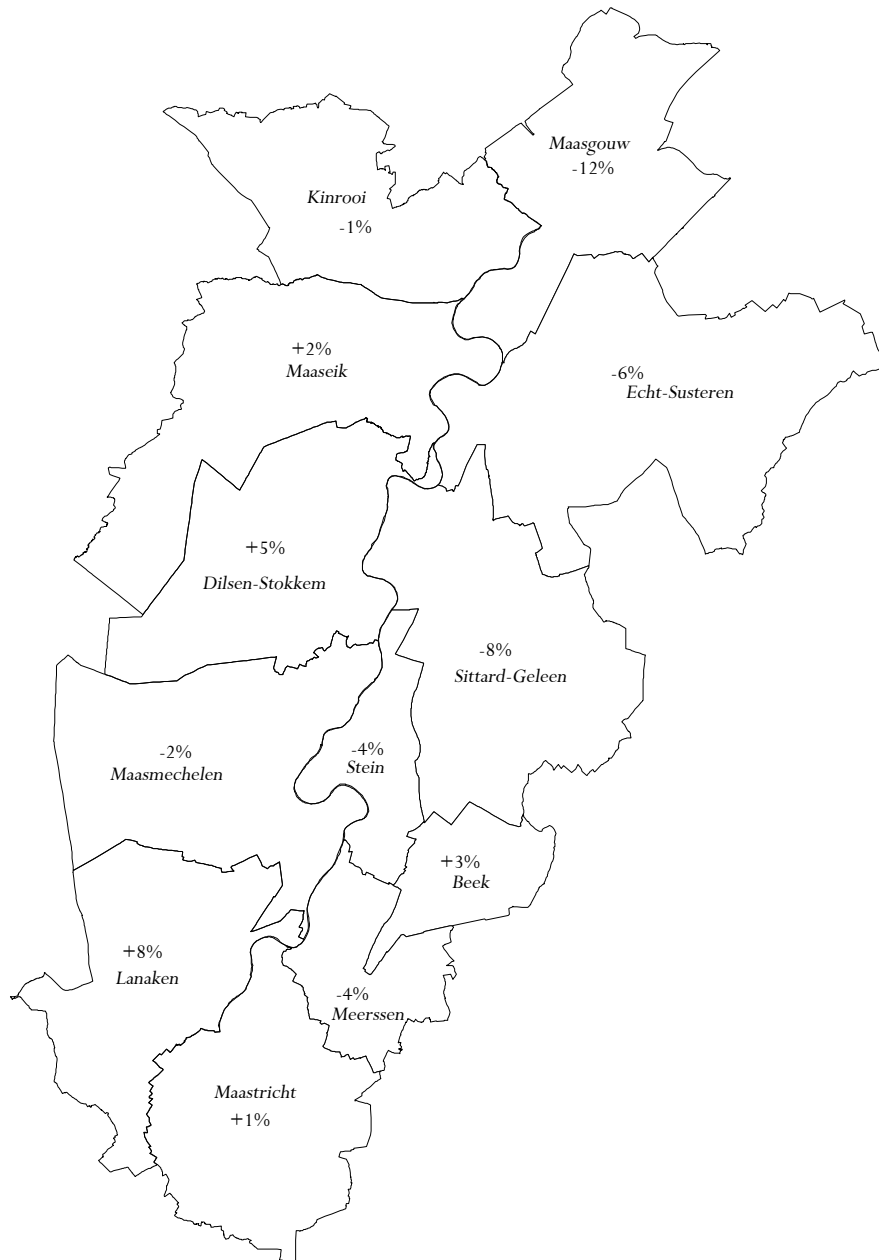 Maasgouw
-12%
Kinrooi
-1%
+2%
Maaseik
-6%
Echt-Susteren
+5%
Dilsen-Stokkem
-8%
Sittard-Geleen
-2%
Maasmechelen
-4%
Stein
+3%
Beek
+8%
Lanaken
-4%
Meerssen
Maastricht
+1%